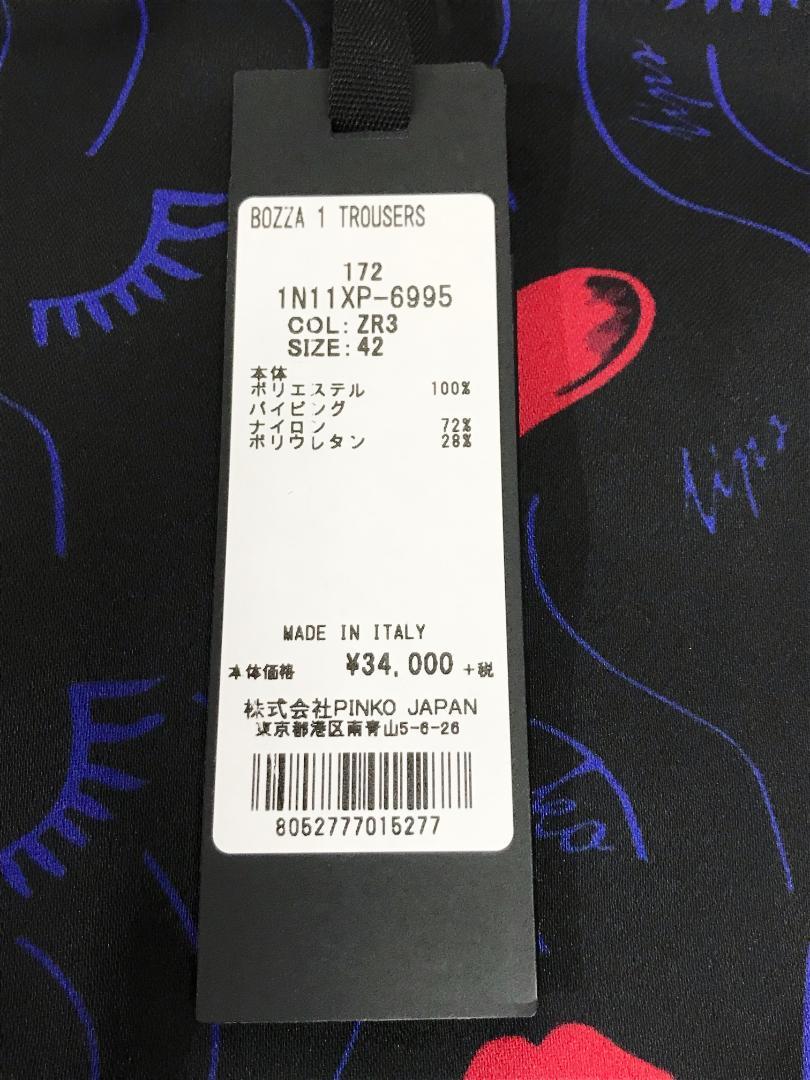 BOZZA 1 TROUSERS
172
1N11XP-6995
COL: ZR3
SIZE: 42
本体
ポリエステル 100%
パイピング
ナイロン 72%
ポリウレタン 28%
MADE IN ITALY
本体価格 ¥34,000 +税
株式会社PINKO JAPAN
東京都港区南青山5-6-26
8052777015277
lips